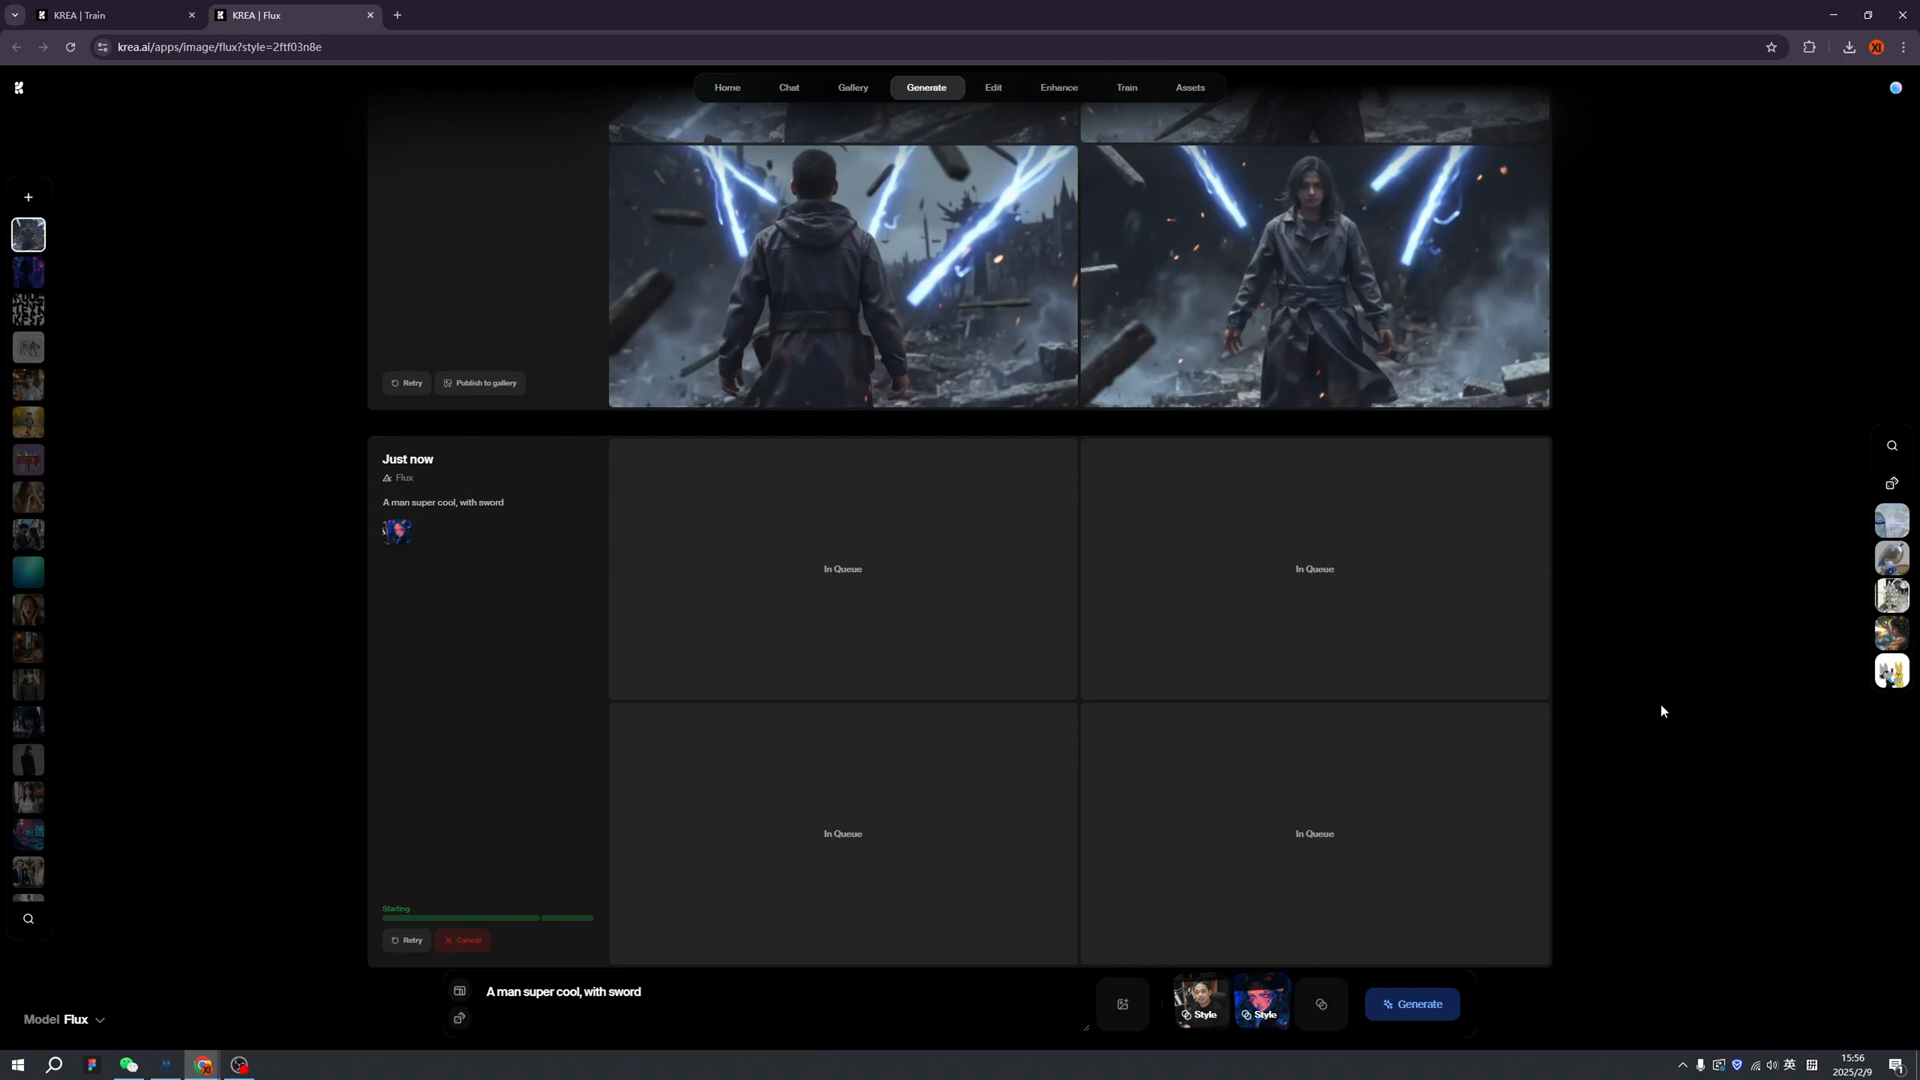 KREA | Train
KREA | Flux
krea.ai/apps/image/flux?style=2ftf03n8e
XI
Home
Chat
Gallery
Generate
Edit
Enhance
Train
Assets
Retry
Publish to gallery
Just now
Flux
A man super cool, with sword
In Queue
In Queue
In Queue
In Queue
Starting
Retry
Cancel
A man super cool, with sword
Style
Style
Generate
Model Flux
英
15:56
2025/2/9
1